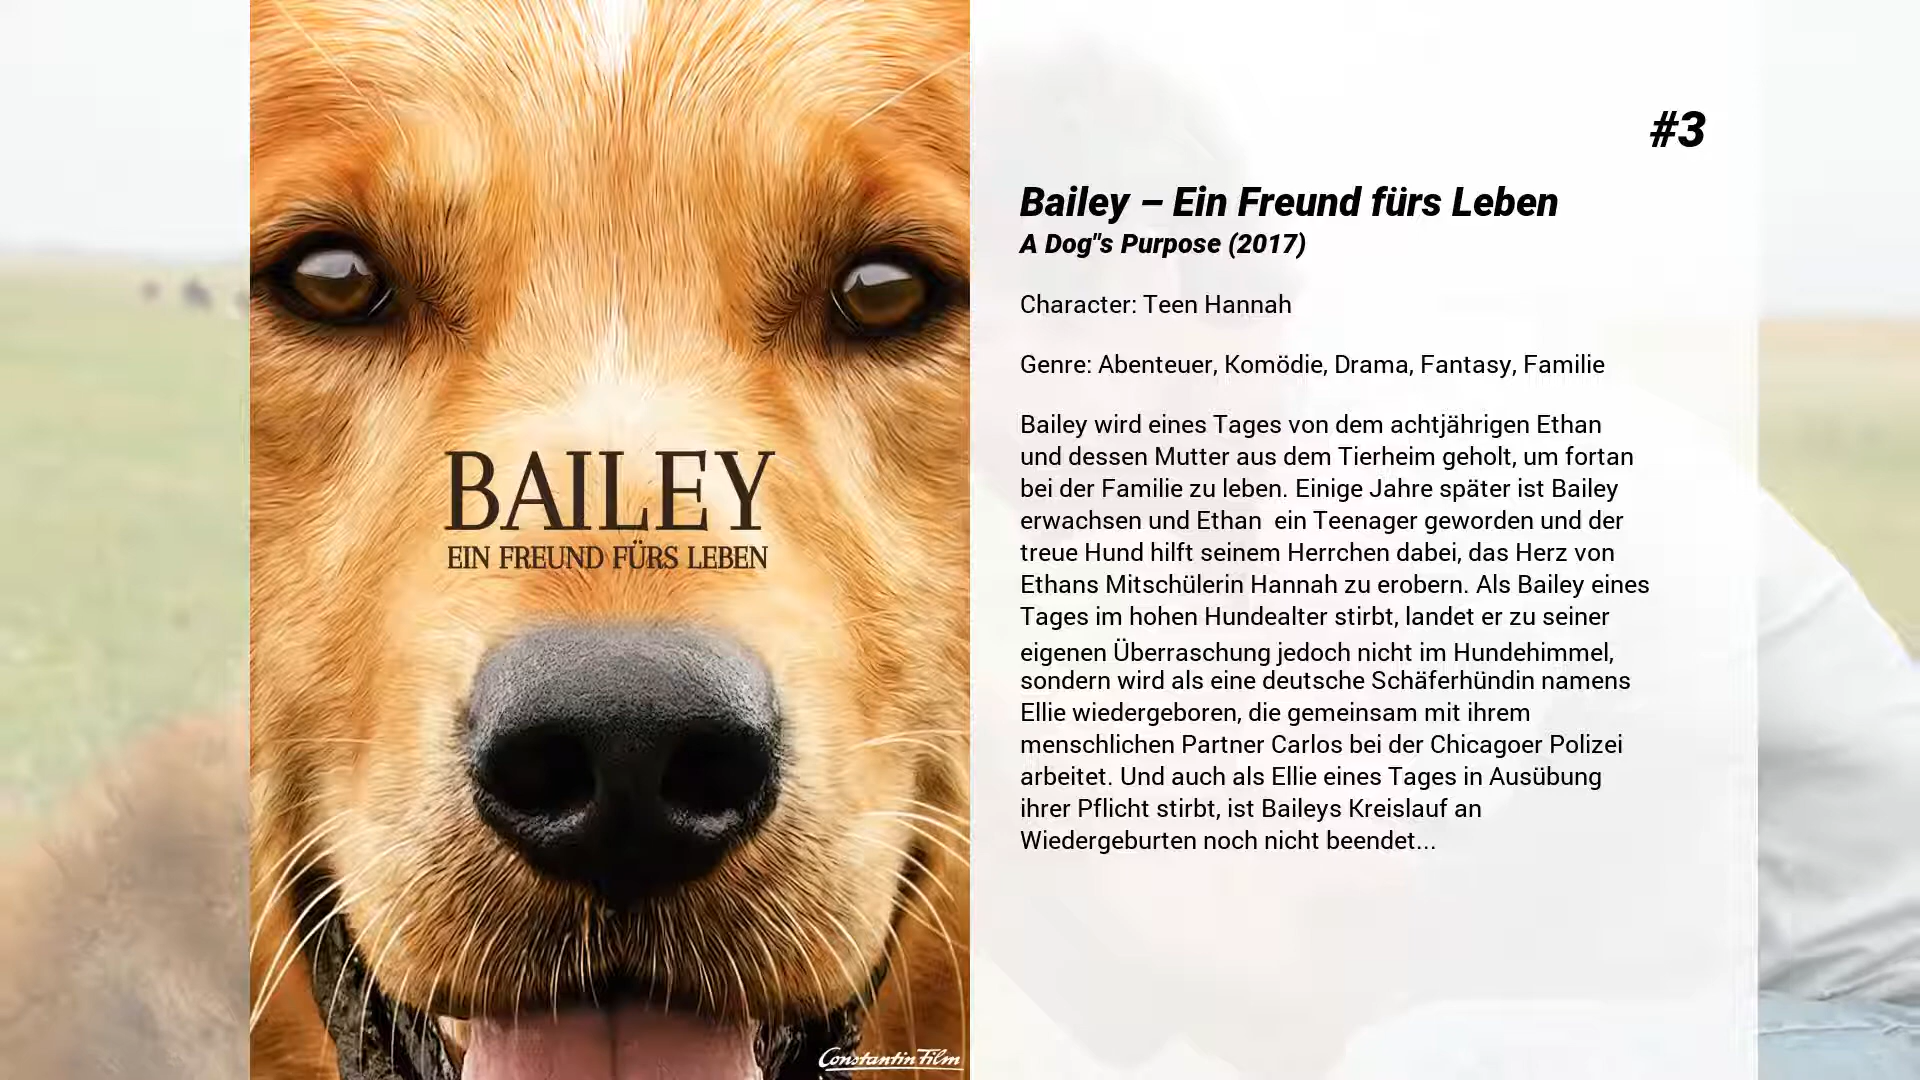 BAILEY
EIN FREUND FÜRS LEBEN
Constantin Film
#3
Bailey – Ein Freund fürs Leben
A Dog"s Purpose (2017)
Character: Teen Hannah
Genre: Abenteuer, Komödie, Drama, Fantasy, Familie
Bailey wird eines Tages von dem achtjährigen Ethan
und dessen Mutter aus dem Tierheim geholt, um fortan
bei der Familie zu leben. Einige Jahre später ist Bailey
erwachsen und Ethan  ein Teenager geworden und der
treue Hund hilft seinem Herrchen dabei, das Herz von
Ethans Mitschülerin Hannah zu erobern. Als Bailey eines
Tages im hohen Hundealter stirbt, landet er zu seiner
eigenen Überraschung jedoch nicht im Hundehimmel,
sondern wird als eine deutsche Schäferhündin namens
Ellie wiedergeboren, die gemeinsam mit ihrem
menschlichen Partner Carlos bei der Chicagoer Polizei
arbeitet. Und auch als Ellie eines Tages in Ausübung
ihrer Pflicht stirbt, ist Baileys Kreislauf an
Wiedergeburten noch nicht beendet...